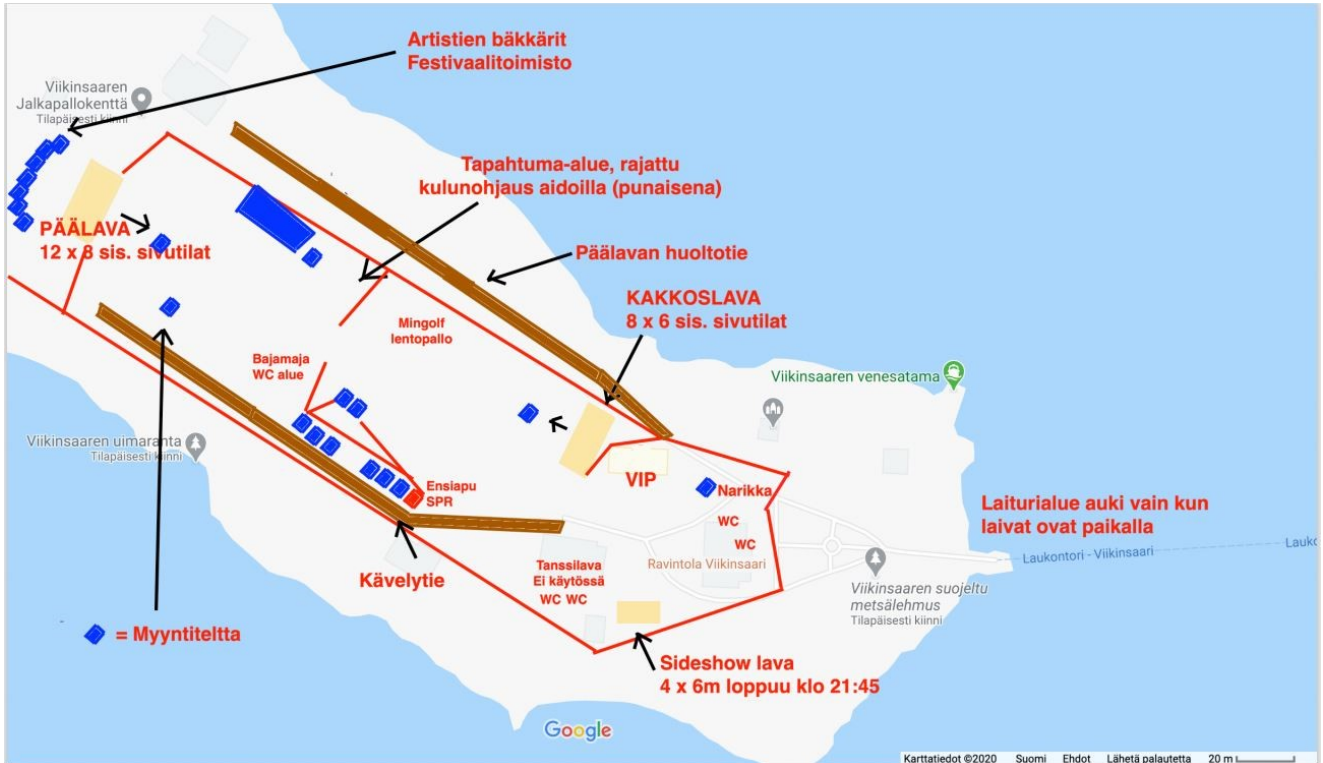 Artistien bäkkärit
Festivaalitoimisto
Viikinsaaren
Jalkapallokenttä
Tilapäisesti kiinni
Tapahtuma-alue, rajattu
kulunohjaus aidoilla (punaisena)
PÄÄLAVA
12 x 8 sis. sivutilat
Päälavan huoltotie
KAKKOSLAVA
8 x 6 sis. sivutilat
Mingolf
lentopallo
Bajamaja
WC alue
Viikinsaaren venesatama
Viikinsaaren uimaranta
Tilapäisesti kiinni
Ensiapu
SPR
VIP
Narikka
WC
WC
Laiturialue auki vain kun
laivat ovat paikalla
Laukontori - Viikinsaari
Lauko
Ravintola Viikinsaari
Tanssilava
Ei käytössä
WC WC
Kävelytie
Viikinsaaren suojeltu
metsälehmus
Tilapäisesti kiinni
= Myyntiteltta
Sideshow lava
4 x 6m loppuu klo 21:45
Google
Karttatiedot ©2020 Suomi Ehdot Lähetä palautetta 20 m